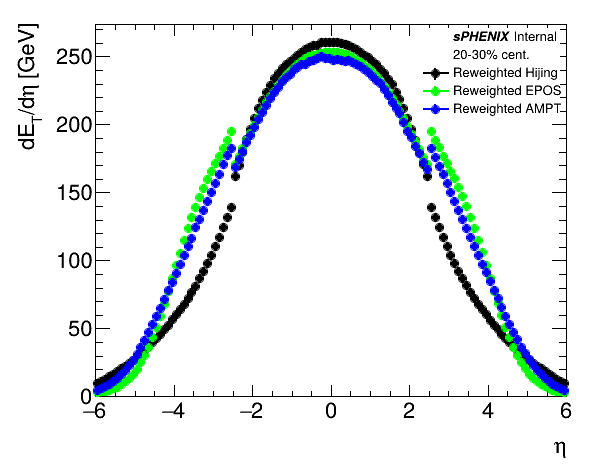 sPHENIX Internal
20-30% cent.
Reweighted Hijing
Reweighted EPOS
Reweighted AMPT
dE_T/dη [GeV]
250
200
150
100
50
0
−6 −4 −2 0 2 4 6
η